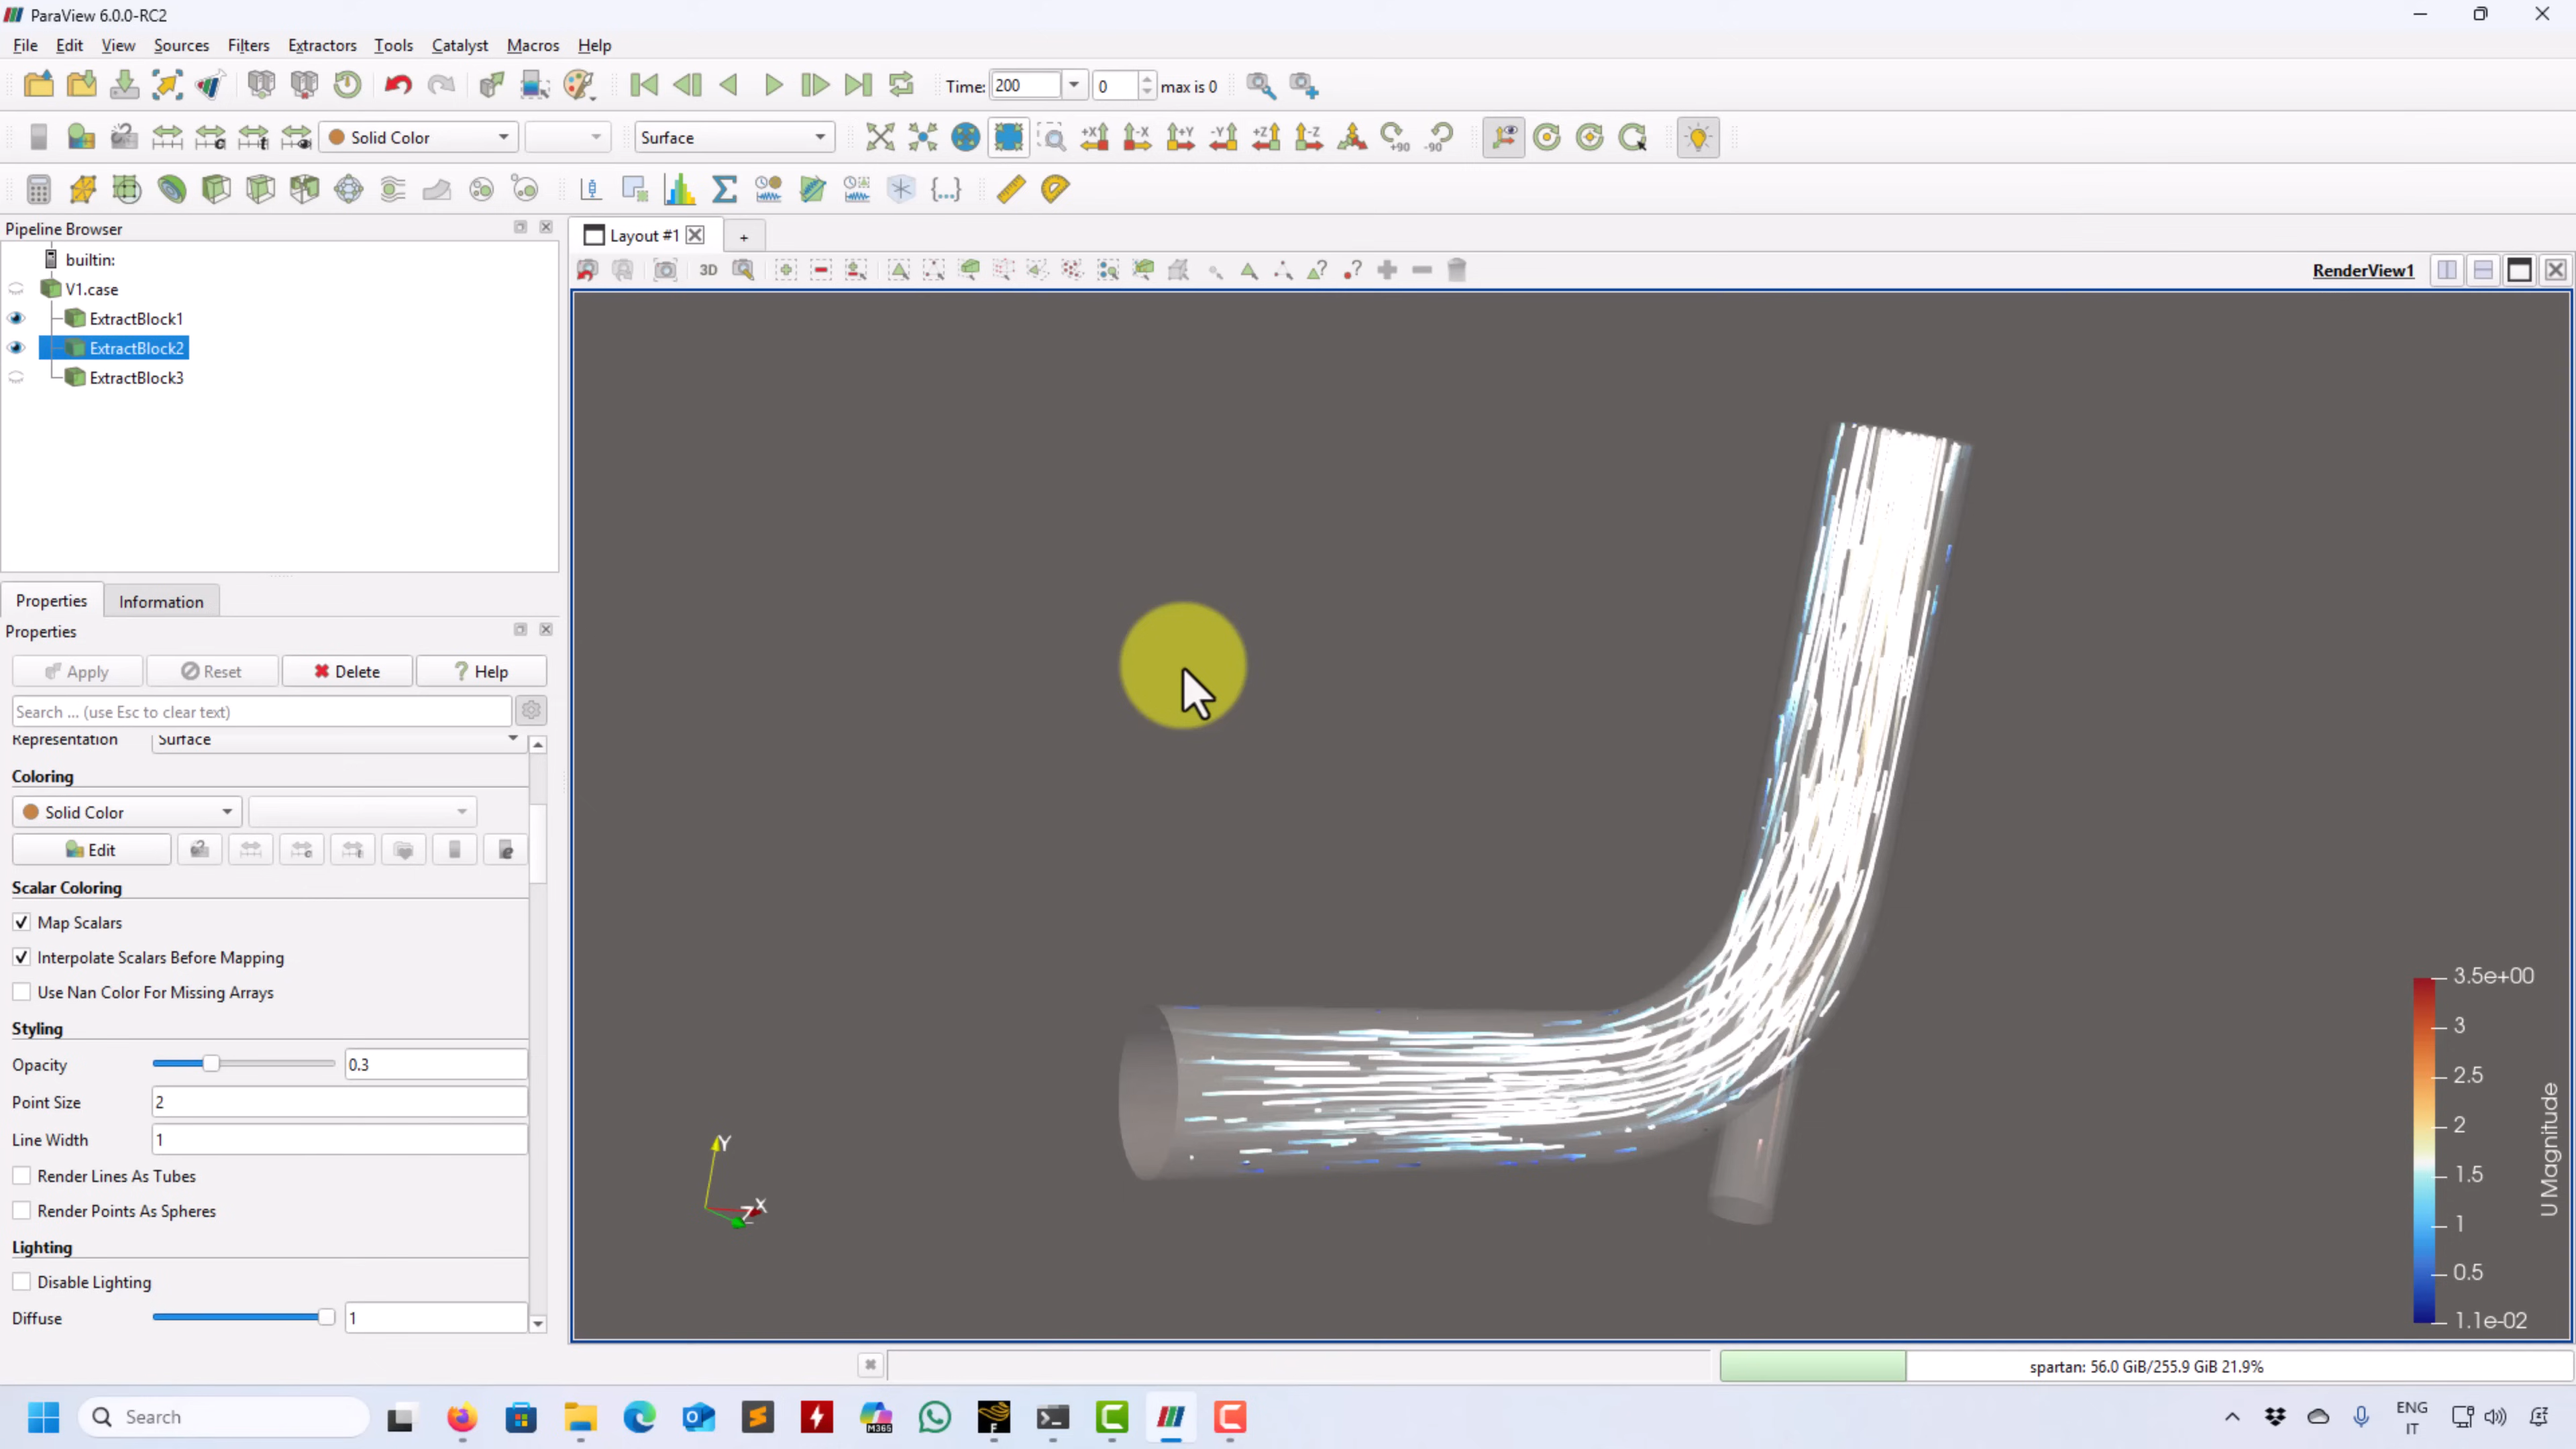 ParaView 6.0.0-RC2
File Edit View Sources Filters Extractors Tools Catalyst Macros Help
Time: 200 0 max is 0
Solid Color Surface +X -X +Y -Y +Z -Z +90 -90
Pipeline Browser
Layout #1 +
builtin:
3D RenderView1
V1.case
ExtractBlock1
ExtractBlock2
ExtractBlock3
Properties Information
Properties
Apply Reset Delete Help
Search ... (use Esc to clear text)
Representation Surface
Coloring
Solid Color
Edit
Scalar Coloring
Map Scalars
Interpolate Scalars Before Mapping
Use Nan Color For Missing Arrays
Styling
Opacity 0.3
Point Size 2
Line Width 1
Render Lines As Tubes
Render Points As Spheres
Lighting
Disable Lighting
Diffuse 1
Y
X
Z
3.5e+00
3
2.5
2
1.5
1
0.5
1.1e-02
U Magnitude
spartan: 56.0 GiB/255.9 GiB 21.9%
Search
M365
F
ENG
IT